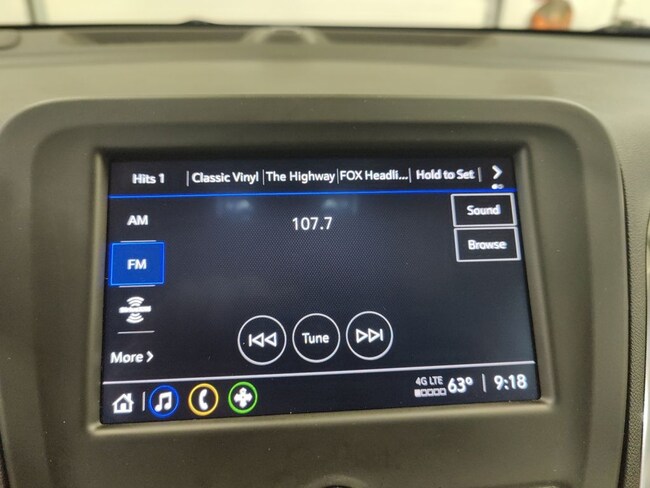 Hits 1 Classic Vinyl The Highway FOX Headli... Hold to Set
AM
107.7
Sound
FM
Browse
Tune
More
4G LTE 63° 9:18